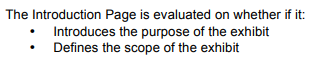 The Introduction Page is evaluated on whether if it:
• Introduces the purpose of the exhibit
• Defines the scope of the exhibit